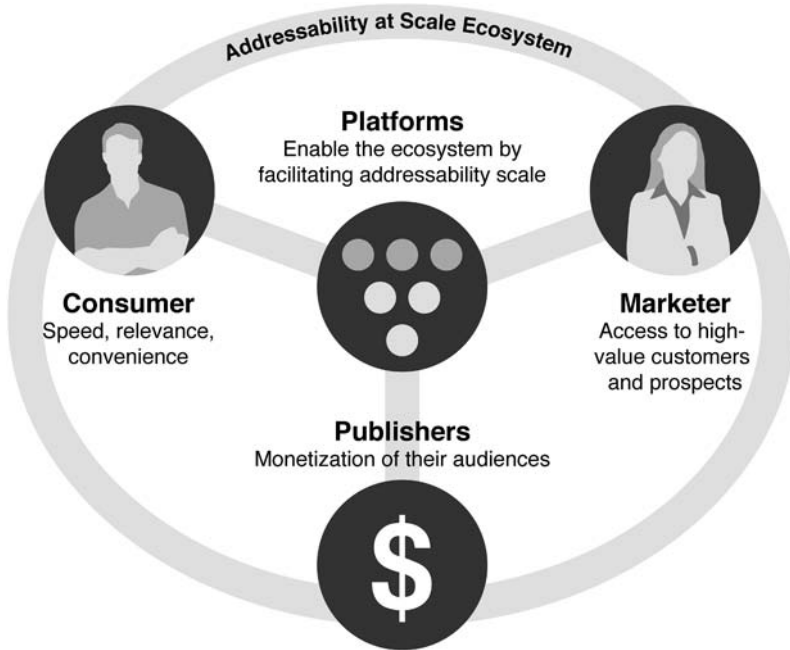 Addressability at Scale Ecosystem
Platforms
Enable the ecosystem by
facilitating addressability scale
Consumer
Speed, relevance,
convenience
Marketer
Access to high-
value customers
and prospects
Publishers
Monetization of their audiences
$